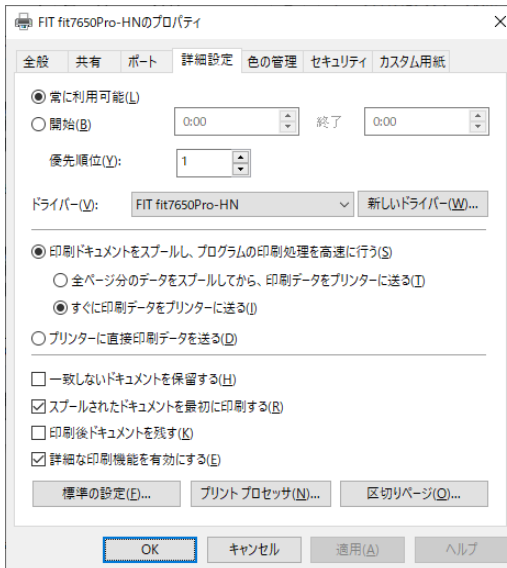 FIT fit7650Pro-HNのプロパティ
全般 共有 ポート 詳細設定 色の管理 セキュリティ カスタム用紙
常に利用可能(L)
開始(B) 0:00 終了 0:00
優先順位(Y): 1
ドライバー(V): FIT fit7650Pro-HN 新しいドライバー(W)...
印刷ドキュメントをスプールし、プログラムの印刷処理を高速に行う(S)
全ページ分のデータをスプールしてから、印刷データをプリンターに送る(T)
すぐに印刷データをプリンターに送る(I)
プリンターに直接印刷データを送る(D)
一致しないドキュメントを保留する(H)
スプールされたドキュメントを最初に印刷する(R)
印刷後ドキュメントを残す(K)
詳細な印刷機能を有効にする(E)
標準の設定(F)... プリント プロセッサ(N)... 区切りページ(O)...
OK キャンセル 適用(A) ヘルプ